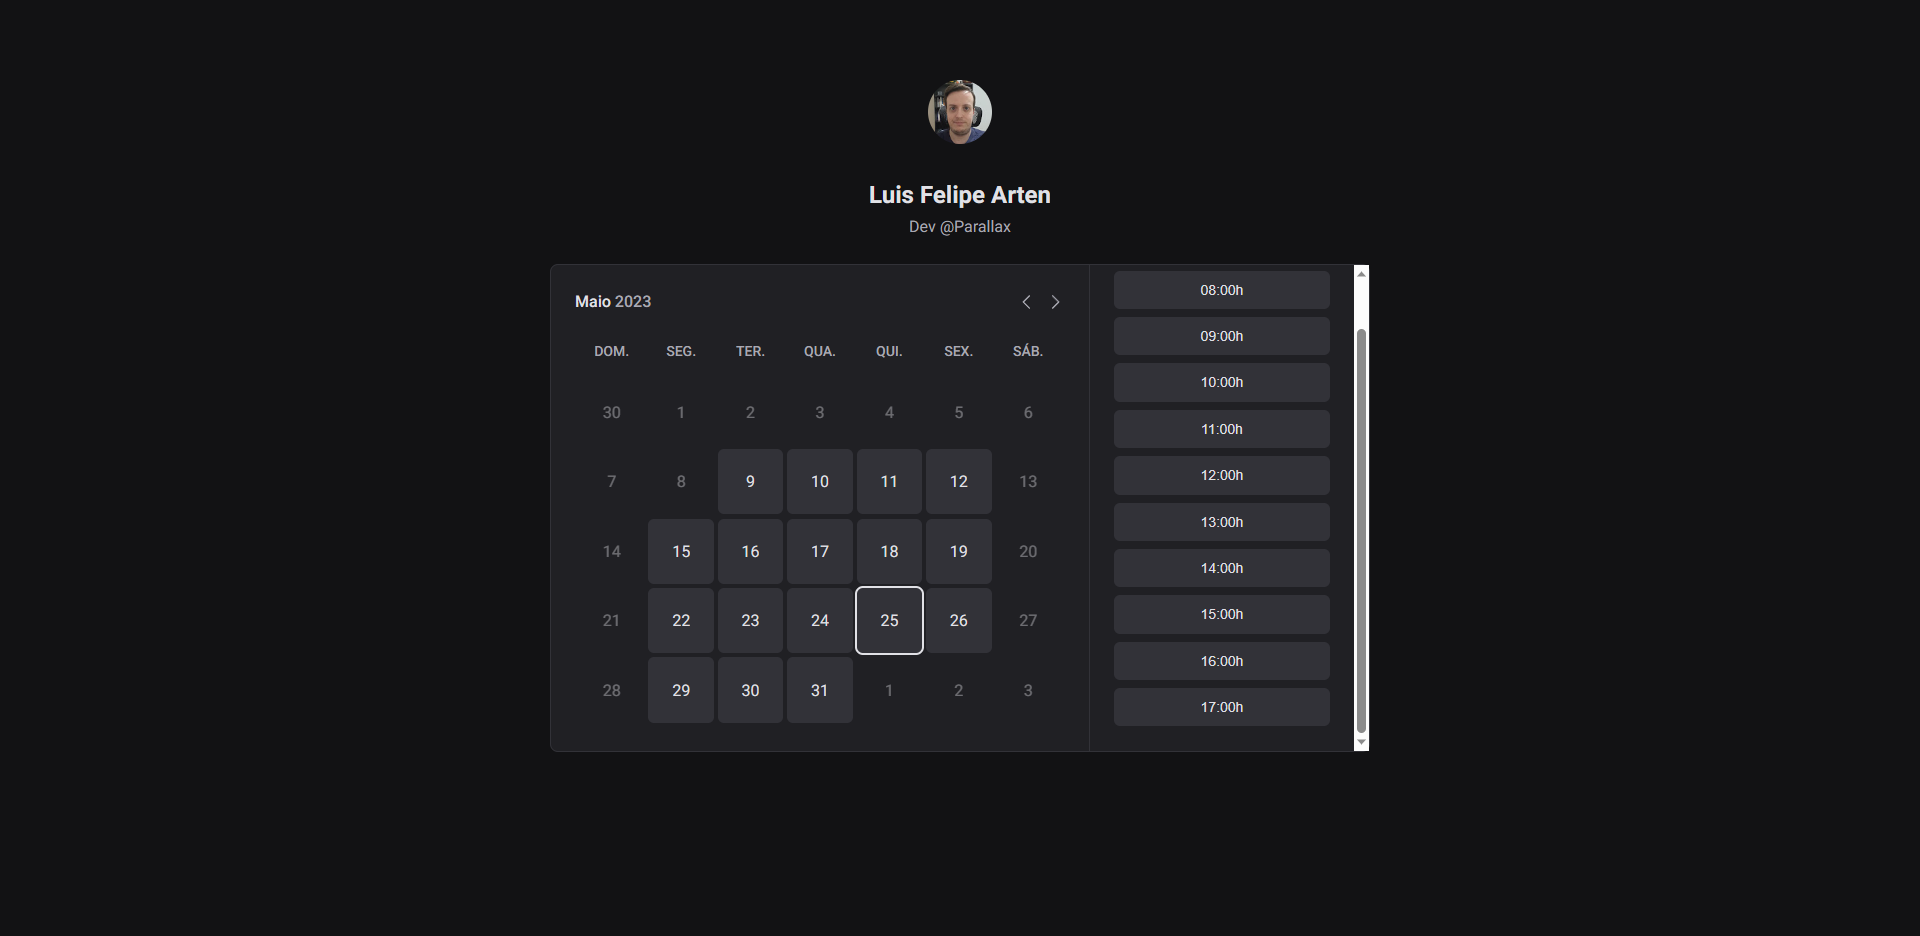 Luis Felipe Arten
Dev @Parallax
Maio 2023
DOM. SEG. TER. QUA. QUI. SEX. SÁB.
30 1 2 3 4 5 6
7 8 9 10 11 12 13
14 15 16 17 18 19 20
21 22 23 24 25 26 27
28 29 30 31 1 2 3
08:00h
09:00h
10:00h
11:00h
12:00h
13:00h
14:00h
15:00h
16:00h
17:00h